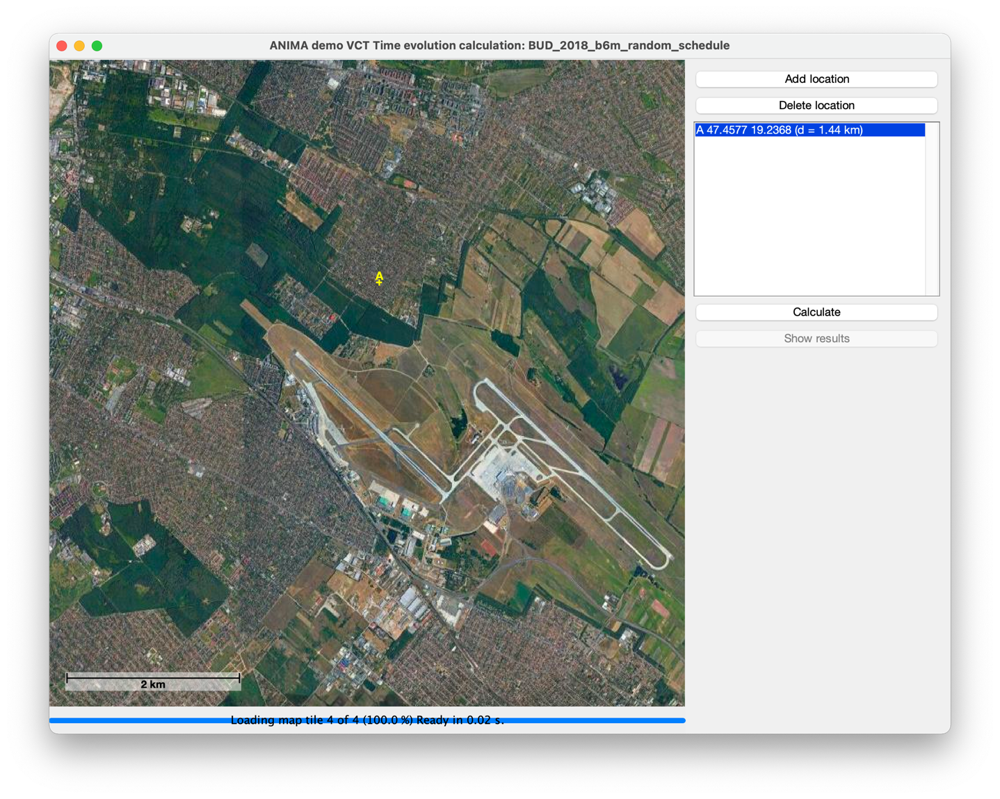 ANIMA demo VCT Time evolution calculation: BUD_2018_b6m_random_schedule
Add location
Delete location
A 47.4577 19.2368 (d = 1.44 km)
Calculate
Show results
A
2 km
Loading map tile 4 of 4 (100.0 %) Ready in 0.02 s.